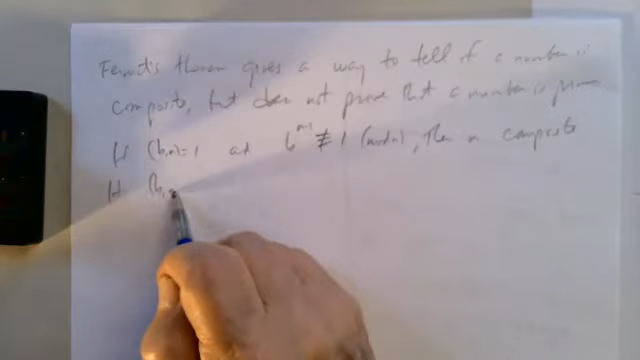 Fermat's theorem gives a way to tell if a number is
composite, but does not prove that a number is prime
If (b,n)=1 and b^{n-1} ≢ 1 (mod n), then n composite
If (b,n